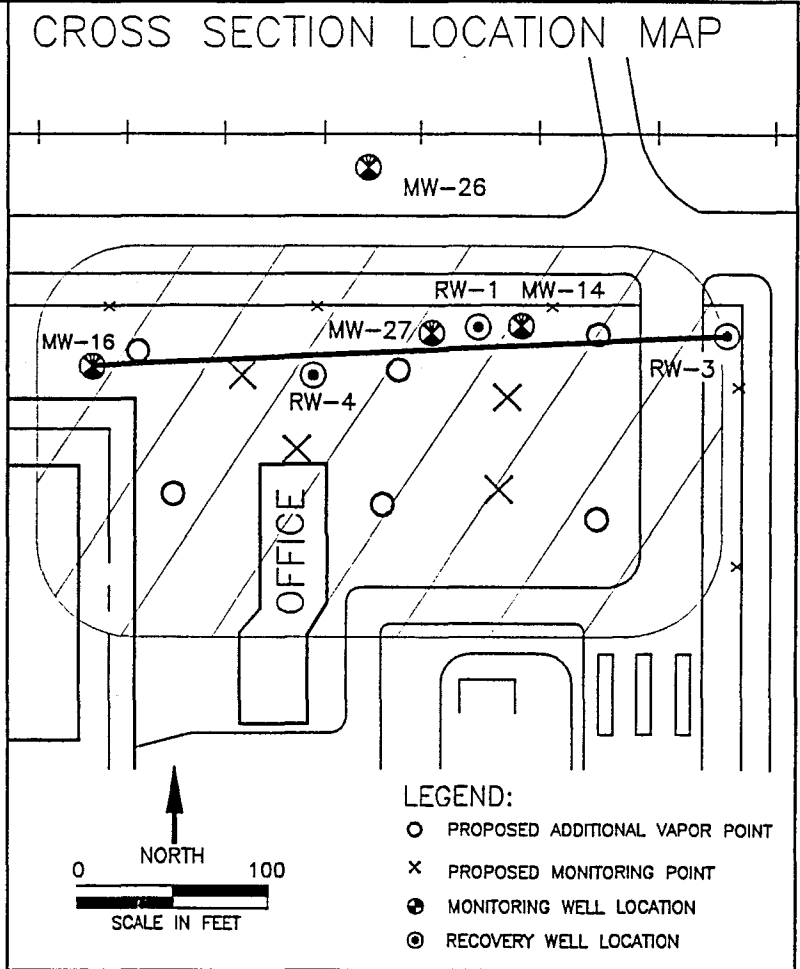 CROSS SECTION LOCATION MAP
MW-26
RW-1 MW-14
MW-27
MW-16
RW-3
RW-4
OFFICE
LEGEND:
PROPOSED ADDITIONAL VAPOR POINT
PROPOSED MONITORING POINT
MONITORING WELL LOCATION
RECOVERY WELL LOCATION
NORTH
0 100
SCALE IN FEET